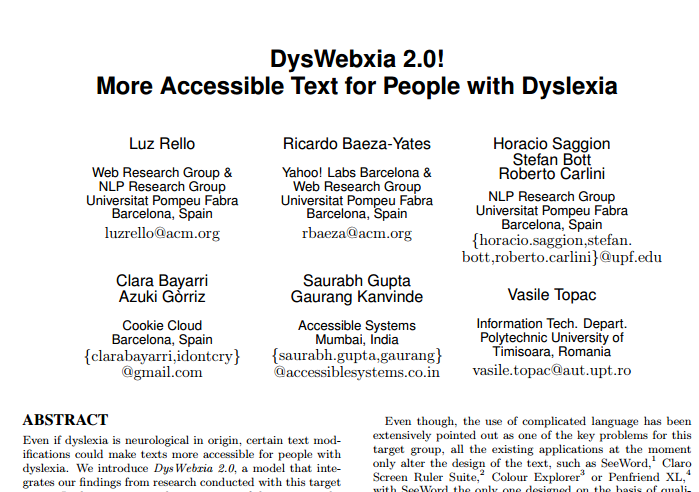 DysWebxia 2.0!
More Accessible Text for People with Dyslexia
Luz Rello
Web Research Group &
NLP Research Group
Universitat Pompeu Fabra
Barcelona, Spain
luzrello@acm.org
Ricardo Baeza-Yates
Yahoo! Labs Barcelona &
Web Research Group
Universitat Pompeu Fabra
Barcelona, Spain
rbaeza@acm.org
Horacio Saggion
Stefan Bott
Roberto Carlini
NLP Research Group
Universitat Pompeu Fabra
Barcelona, Spain
{horacio.saggion,stefan.
bott,roberto.carlini}@upf.edu
Clara Bayarri
Azuki Gòrriz
Cookie Cloud
Barcelona, Spain
{clarabayarri,idontcry}
@gmail.com
Saurabh Gupta
Gaurang Kanvinde
Accessible Systems
Mumbai, India
{saurabh.gupta,gaurang}
@accessiblesystems.co.in
Vasile Topac
Information Tech. Depart.
Polytechnic University of
Timisoara, Romania
vasile.topac@aut.upt.ro
ABSTRACT
Even if dyslexia is neurological in origin, certain text mod-
ifications could make texts more accessible for people with
dyslexia. We introduce DysWebxia 2.0, a model that inte-
grates our findings from research conducted with this target
Even though, the use of complicated language has been
extensively pointed out as one of the key problems for this
target group, all the existing applications at the moment
only alter the design of the text, such as SeeWord,1 Claro
Screen Ruler Suite,2 Colour Explorer3 or Penfriend XL,4
with SeeWord the only one designed on the basis of quali-